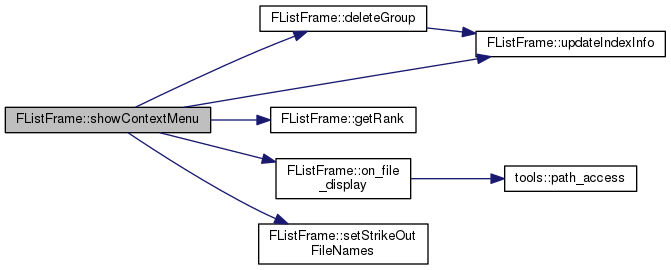 FListFrame::deleteGroup
FListFrame::updateIndexInfo
FListFrame::showContextMenu
FListFrame::getRank
FListFrame::on_file
_display
tools::path_access
FListFrame::setStrikeOut
FileNames